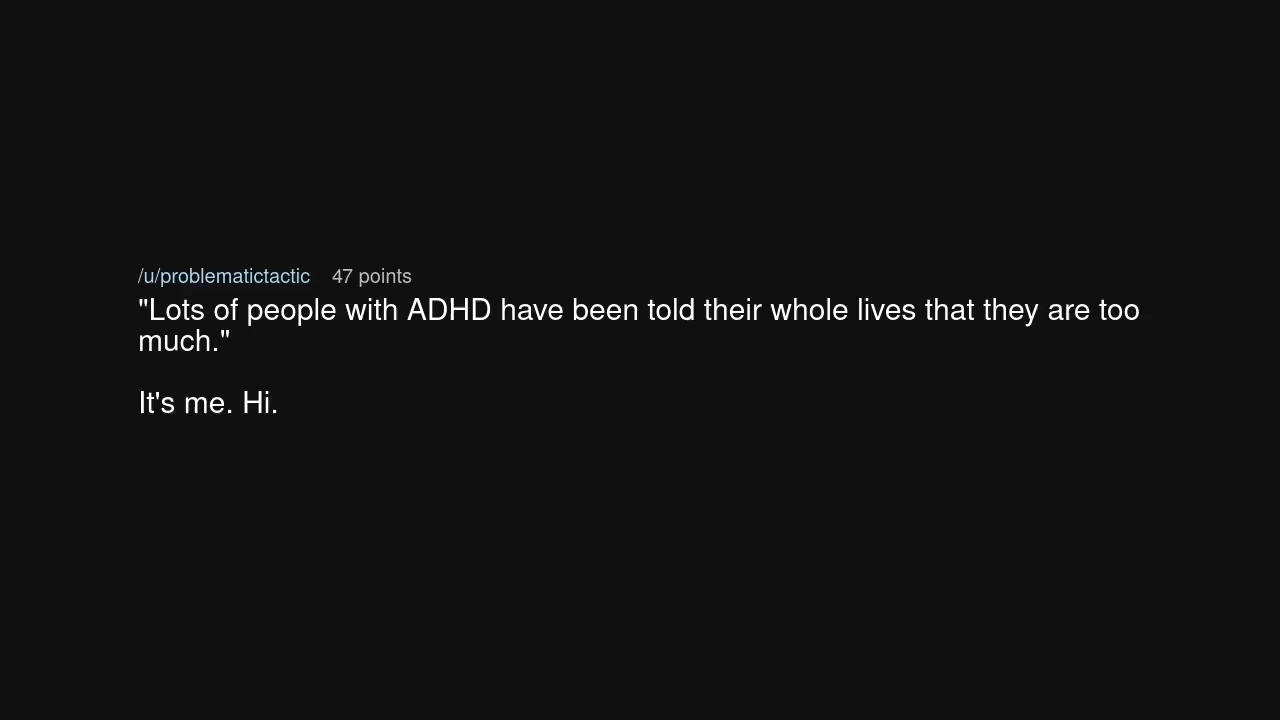 /u/problematictactic 47 points
"Lots of people with ADHD have been told their whole lives that they are too
much."
It's me. Hi.